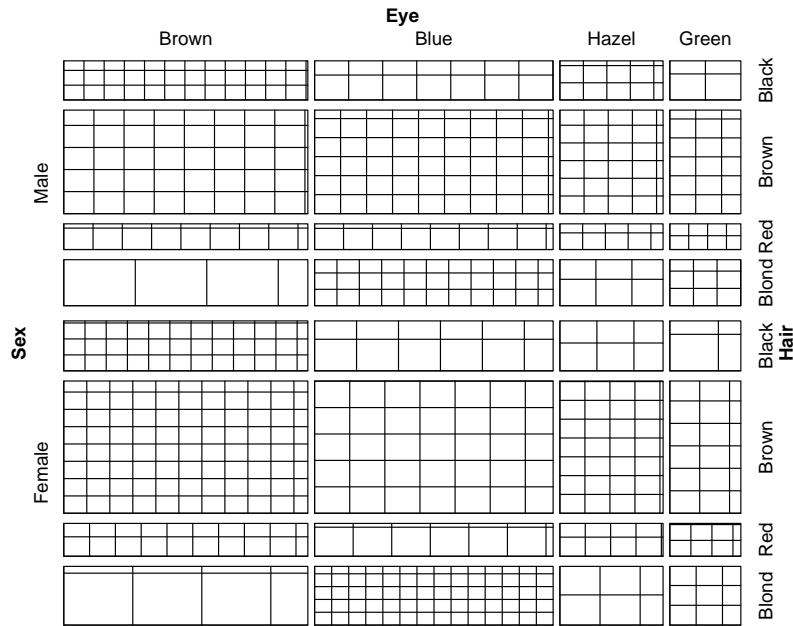 Eye
Brown Blue Hazel Green
Black
Brown
Red
Blond
Male
Sex
Hair
Black
Brown
Red
Blond
Female